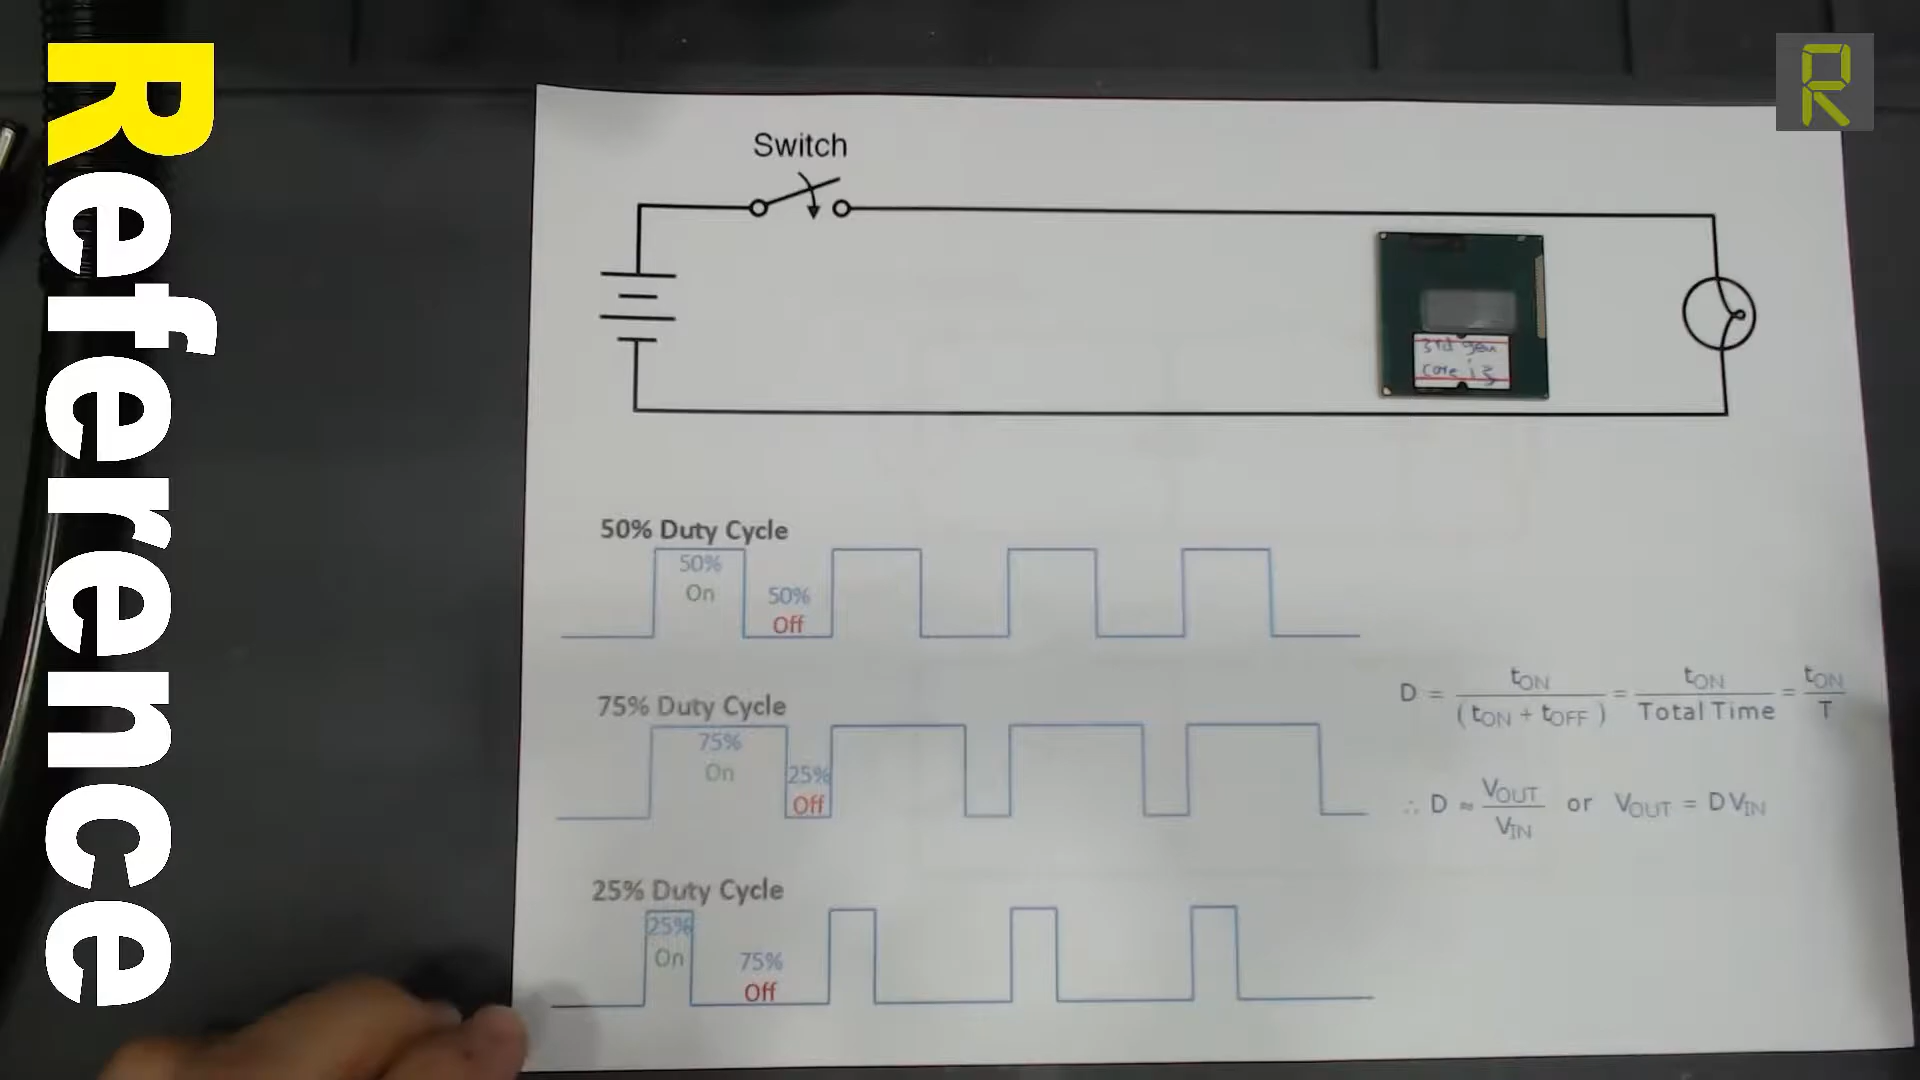 Reference
R
Switch
3rd gen
core i3
50% Duty Cycle
50%
On
50%
Off
75% Duty Cycle
75%
On
25%
Off
25% Duty Cycle
25%
On
75%
Off
D = tON / (tON + tOFF) = tON / Total Time = tON / T
∴ D ≈ VOUT / VIN or VOUT = D VIN